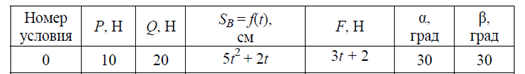 Номер условия P, Н Q, Н S_B = f(t), см F, Н α, град β, град
0 10 20 5t² + 2t 3t + 2 30 30